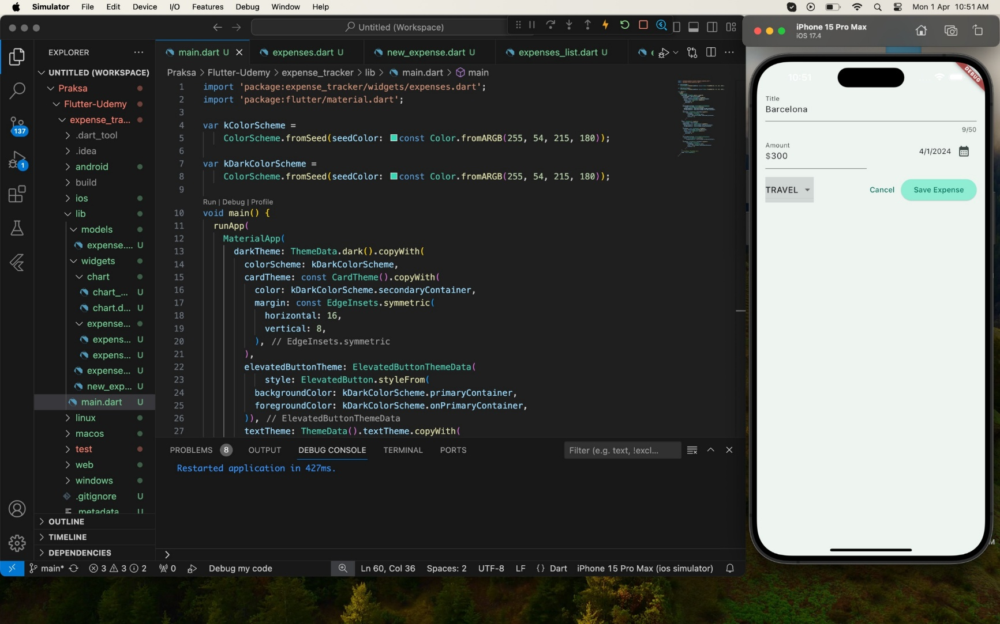 Simulator File Edit Device I/O Features Debug Window Help Mon 1 Apr 10:51 AM
Untitled (Workspace)
EXPLORER
UNTITLED (WORKSPACE)
Praksa
Flutter-Udemy
expense_tra...
.dart_tool
.idea
android
build
ios
lib
models
expense.... U
widgets
chart
chart_... U
chart.d... U
expense...
expens... U
expens... U
expense... U
new_exp... U
main.dart U
linux
macos
test
web
windows
.gitignore U
.metadata U
OUTLINE
TIMELINE
DEPENDENCIES
137
1
main.dart U expenses.dart U new_expense.dart U expenses_list.dart U
Praksa > Flutter-Udemy > expense_tracker > lib > main.dart > main
1 import 'package:expense_tracker/widgets/expenses.dart';
2 import 'package:flutter/material.dart';
3
4 var kColorScheme =
5 ColorScheme.fromSeed(seedColor: const Color.fromARGB(255, 54, 215, 180));
6
7 var kDarkColorScheme =
8 ColorScheme.fromSeed(seedColor: const Color.fromARGB(255, 54, 215, 180));
9
Run | Debug | Profile
10 void main() {
11 runApp(
12 MaterialApp(
13 darkTheme: ThemeData.dark().copyWith(
14 colorScheme: kDarkColorScheme,
15 cardTheme: const CardTheme().copyWith(
16 color: kDarkColorScheme.secondaryContainer,
17 margin: const EdgeInsets.symmetric(
18 horizontal: 16,
19 vertical: 8,
20 ), // EdgeInsets.symmetric
21 ),
22 elevatedButtonTheme: ElevatedButtonThemeData(
23 style: ElevatedButton.styleFrom(
24 backgroundColor: kDarkColorScheme.primaryContainer,
25 foregroundColor: kDarkColorScheme.onPrimaryContainer,
26 )), // ElevatedButtonThemeData
27 textTheme: ThemeData().textTheme.copyWith(
PROBLEMS 8 OUTPUT DEBUG CONSOLE TERMINAL PORTS Filter (e.g. text, !excl...
Restarted application in 427ms.
main* 3 3 2 0 Debug my code Ln 60, Col 36 Spaces: 2 UTF-8 LF {} Dart iPhone 15 Pro Max (ios simulator)
iPhone 15 Pro Max
iOS 17.4
10:51
DEBUG
Title
Barcelona
9/50
Amount
$300
4/1/2024
TRAVEL
Cancel
Save Expense